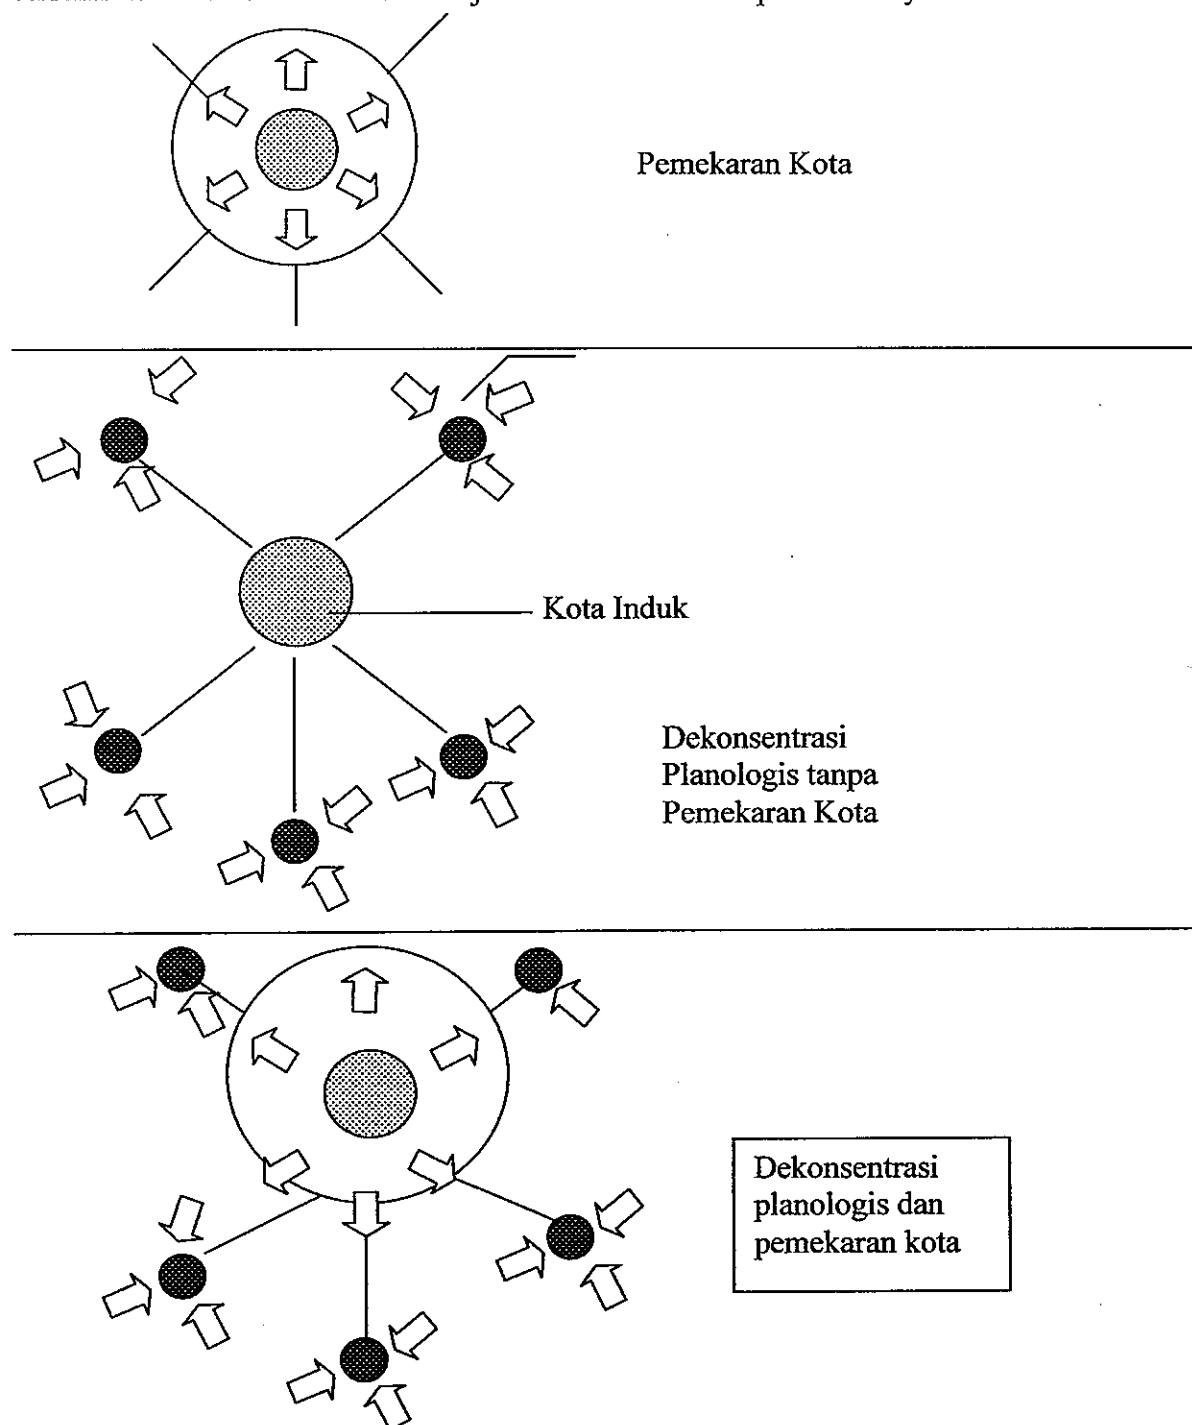 Pemekaran Kota
Kota Induk
Dekonsentrasi
Planologis tanpa
Pemekaran Kota
Dekonsentrasi
planologis dan
pemekaran kota